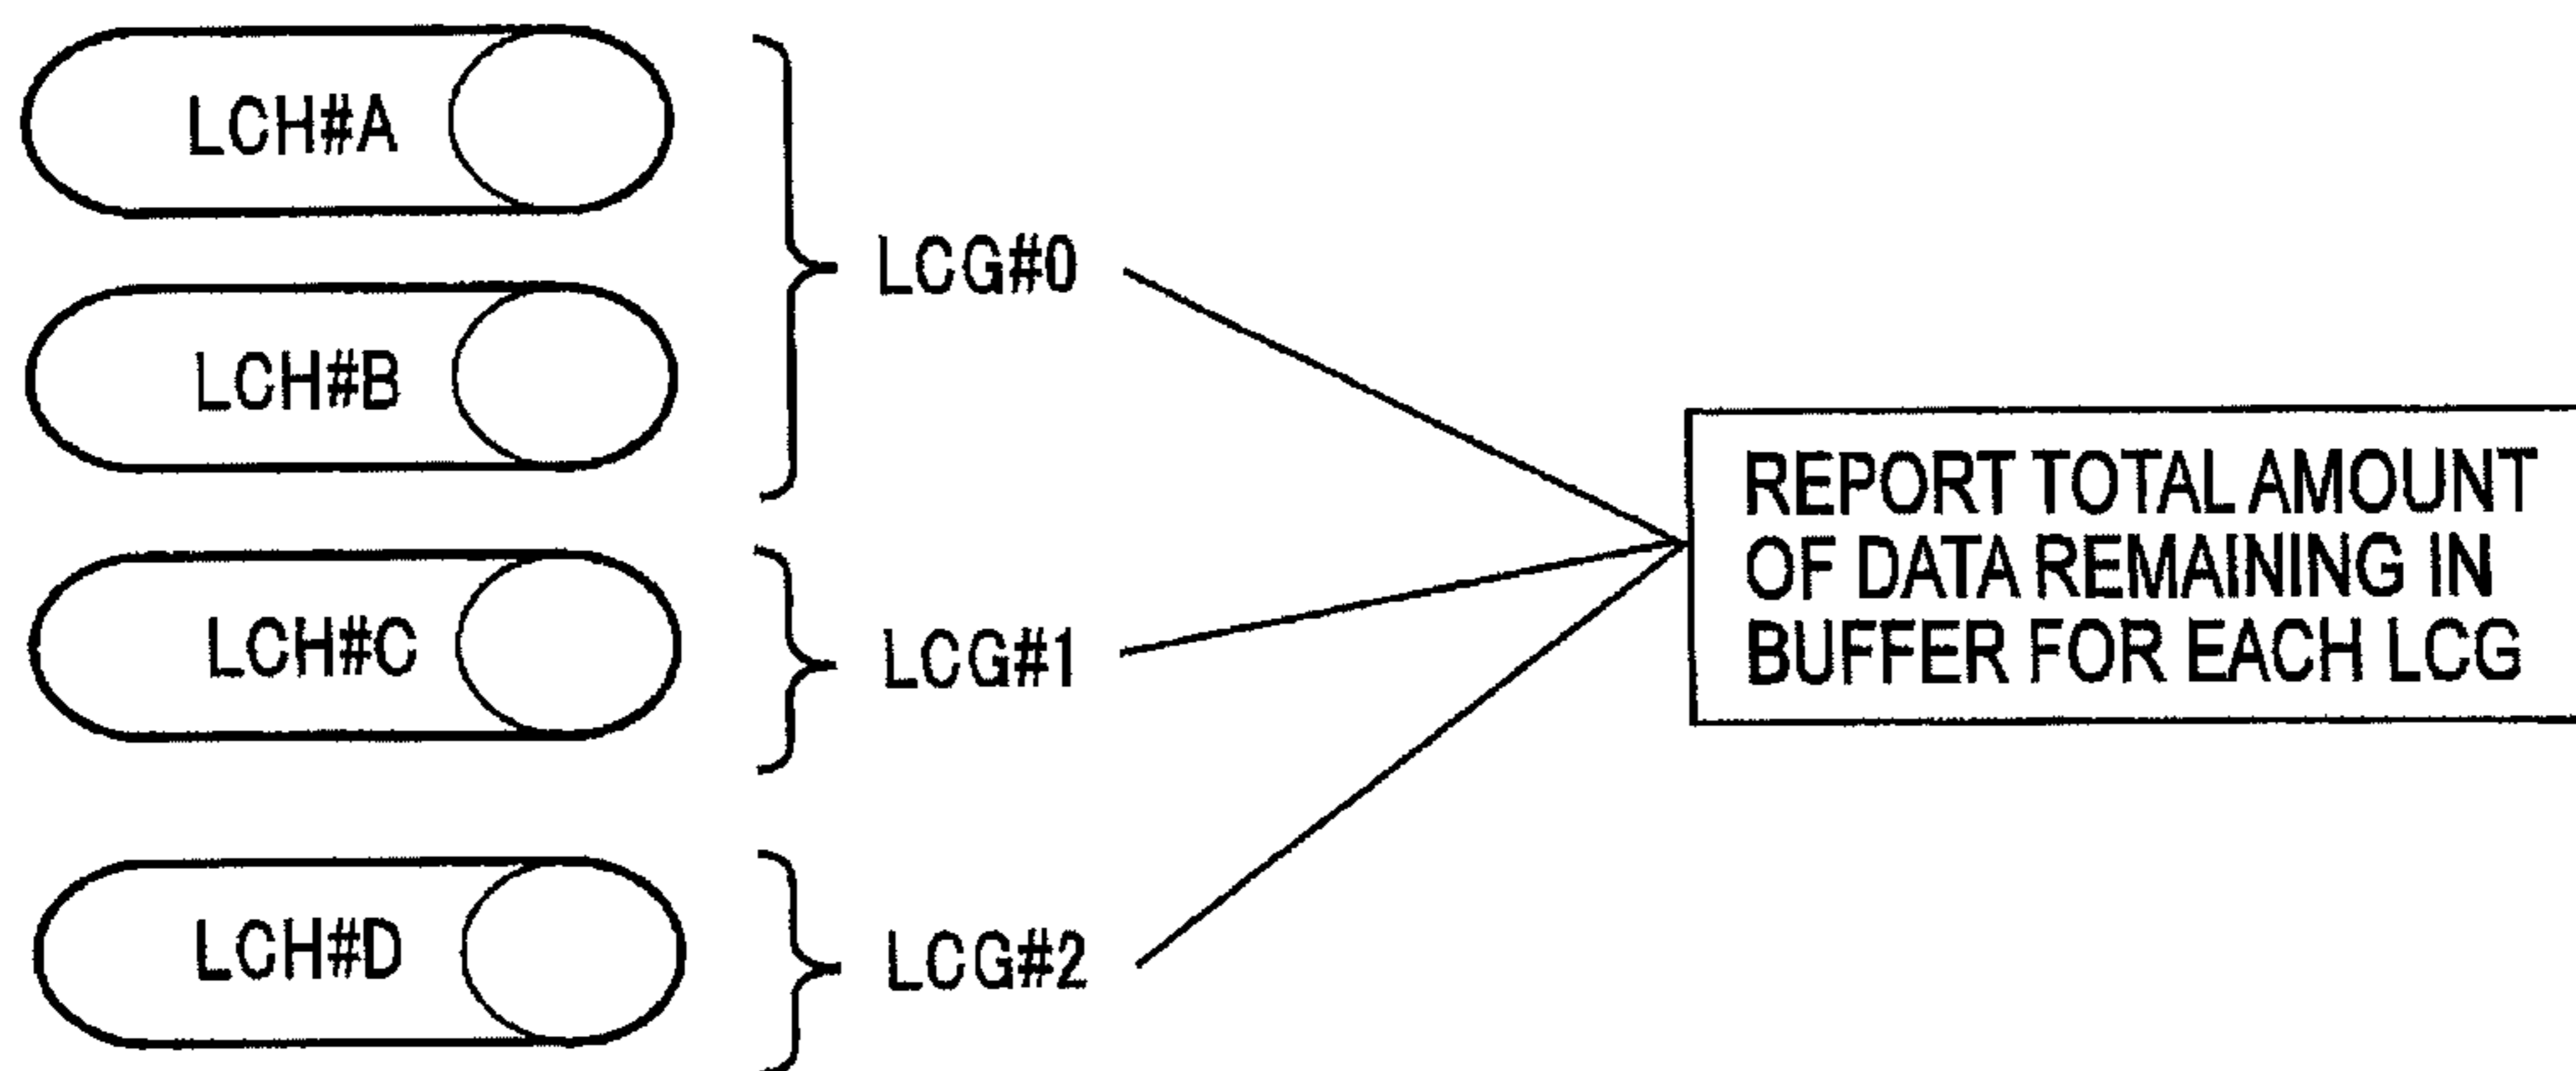 LCH#A
LCH#B
LCG#0
LCH#C
LCG#1
LCH#D
LCG#2
REPORT TOTAL AMOUNT
OF DATA REMAINING IN
BUFFER FOR EACH LCG